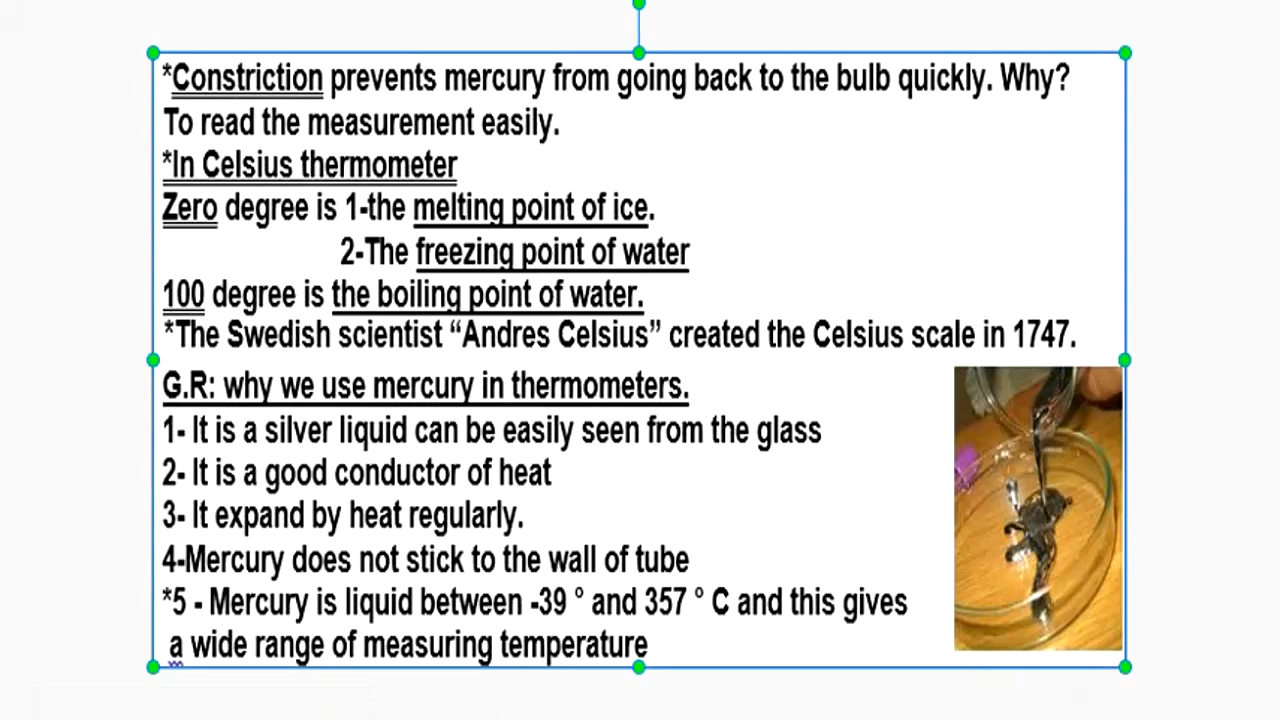 *Constriction prevents mercury from going back to the bulb quickly. Why?
To read the measurement easily.
*In Celsius thermometer
Zero degree is 1-the melting point of ice.
2-The freezing point of water
100 degree is the boiling point of water.
*The Swedish scientist “Andres Celsius” created the Celsius scale in 1747.
G.R: why we use mercury in thermometers.
1- It is a silver liquid can be easily seen from the glass
2- It is a good conductor of heat
3- It expand by heat regularly.
4-Mercury does not stick to the wall of tube
*5 - Mercury is liquid between -39 ° and 357 ° C and this gives
a wide range of measuring temperature